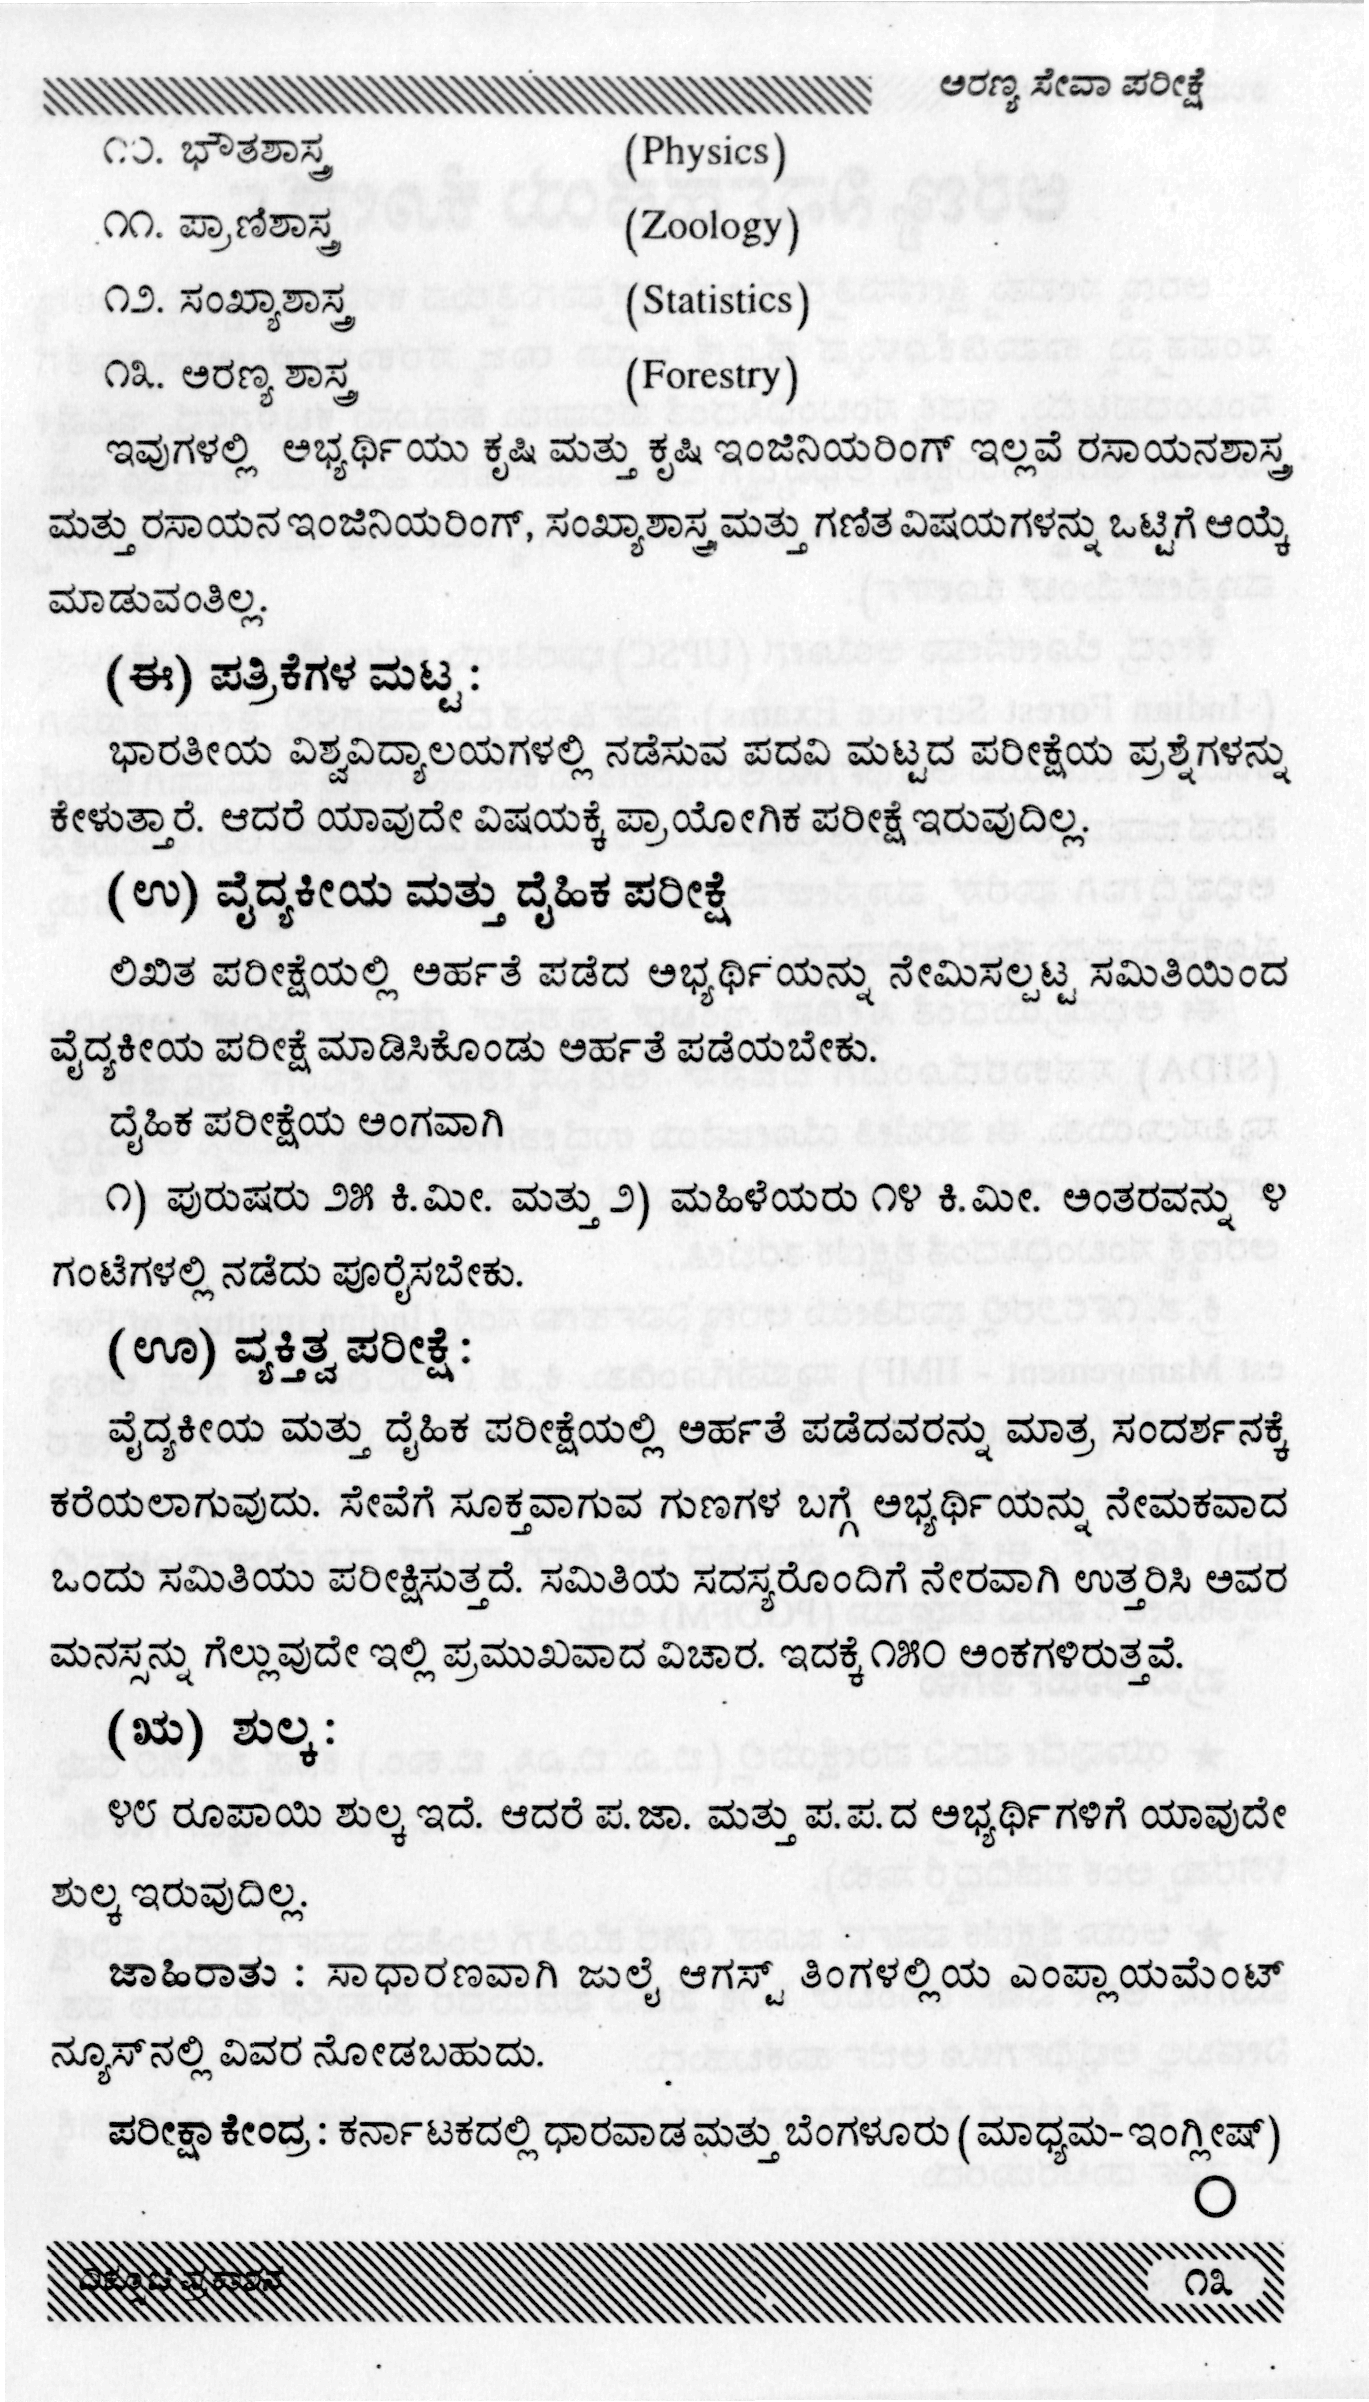 ಅರಣ್ಯ ಸೇವಾ ಪರೀಕ್ಷೆ
೧೦. ಭೌತಶಾಸ್ತ್ರ (Physics)
೧೧. ಪ್ರಾಣಿಶಾಸ್ತ್ರ (Zoology)
೧೨. ಸಂಖ್ಯಾಶಾಸ್ತ್ರ (Statistics)
೧೩. ಅರಣ್ಯ ಶಾಸ್ತ್ರ (Forestry)
ಇವುಗಳಲ್ಲಿ ಅಭ್ಯರ್ಥಿಯು ಕೃಷಿ ಮತ್ತು ಕೃಷಿ ಇಂಜಿನಿಯರಿಂಗ್ ಇಲ್ಲವೆ ರಸಾಯನಶಾಸ್ತ್ರ
ಮತ್ತು ರಸಾಯನ ಇಂಜಿನಿಯರಿಂಗ್, ಸಂಖ್ಯಾಶಾಸ್ತ್ರ ಮತ್ತು ಗಣಿತ ವಿಷಯಗಳನ್ನು ಒಟ್ಟಿಗೆ ಆಯ್ಕೆ
ಮಾಡುವಂತಿಲ್ಲ.
(ಈ) ಪತ್ರಿಕೆಗಳ ಮಟ್ಟ :
ಭಾರತೀಯ ವಿಶ್ವವಿದ್ಯಾಲಯಗಳಲ್ಲಿ ನಡೆಸುವ ಪದವಿ ಮಟ್ಟದ ಪರೀಕ್ಷೆಯ ಪ್ರಶ್ನೆಗಳನ್ನು
ಕೇಳುತ್ತಾರೆ. ಆದರೆ ಯಾವುದೇ ವಿಷಯಕ್ಕೆ ಪ್ರಾಯೋಗಿಕ ಪರೀಕ್ಷೆ ಇರುವುದಿಲ್ಲ.
(ಉ) ವೈದ್ಯಕೀಯ ಮತ್ತು ದೈಹಿಕ ಪರೀಕ್ಷೆ
ಲಿಖಿತ ಪರೀಕ್ಷೆಯಲ್ಲಿ ಅರ್ಹತೆ ಪಡೆದ ಅಭ್ಯರ್ಥಿಯನ್ನು ನೇಮಿಸಲ್ಪಟ್ಟ ಸಮಿತಿಯಿಂದ
ವೈದ್ಯಕೀಯ ಪರೀಕ್ಷೆ ಮಾಡಿಸಿಕೊಂಡು ಅರ್ಹತೆ ಪಡೆಯಬೇಕು.
ದೈಹಿಕ ಪರೀಕ್ಷೆಯ ಅಂಗವಾಗಿ
೧) ಪುರುಷರು ೨೫ ಕಿ.ಮೀ. ಮತ್ತು ೨) ಮಹಿಳೆಯರು ೧೪ ಕಿ.ಮೀ. ಅಂತರವನ್ನು ೪
ಗಂಟೆಗಳಲ್ಲಿ ನಡೆದು ಪೂರೈಸಬೇಕು.
(ಊ) ವ್ಯಕ್ತಿತ್ವ ಪರೀಕ್ಷೆ :
ವೈದ್ಯಕೀಯ ಮತ್ತು ದೈಹಿಕ ಪರೀಕ್ಷೆಯಲ್ಲಿ ಅರ್ಹತೆ ಪಡೆದವರನ್ನು ಮಾತ್ರ ಸಂದರ್ಶನಕ್ಕೆ
ಕರೆಯಲಾಗುವುದು. ಸೇವೆಗೆ ಸೂಕ್ತವಾಗುವ ಗುಣಗಳ ಬಗ್ಗೆ ಅಭ್ಯರ್ಥಿಯನ್ನು ನೇಮಕವಾದ
ಒಂದು ಸಮಿತಿಯು ಪರೀಕ್ಷಿಸುತ್ತದೆ. ಸಮಿತಿಯ ಸದಸ್ಯರೊಂದಿಗೆ ನೇರವಾಗಿ ಉತ್ತರಿಸಿ ಅವರ
ಮನಸ್ಸನ್ನು ಗೆಲ್ಲುವುದೇ ಇಲ್ಲಿ ಪ್ರಮುಖವಾದ ವಿಚಾರ. ಇದಕ್ಕೆ ೧೫೦ ಅಂಕಗಳಿರುತ್ತವೆ.
(ಋ) ಶುಲ್ಕ :
೪೮ ರೂಪಾಯಿ ಶುಲ್ಕ ಇದೆ. ಆದರೆ ಪ.ಜಾ. ಮತ್ತು ಪ.ಪ.ದ ಅಭ್ಯರ್ಥಿಗಳಿಗೆ ಯಾವುದೇ
ಶುಲ್ಕ ಇರುವುದಿಲ್ಲ.
ಜಾಹಿರಾತು : ಸಾಧಾರಣವಾಗಿ ಜುಲೈ ಆಗಸ್ಟ್ ತಿಂಗಳಲ್ಲಿಯ ಎಂಪ್ಲಾಯಮೆಂಟ್
ನ್ಯೂಸ್‌ನಲ್ಲಿ ವಿವರ ನೋಡಬಹುದು.
ಪರೀಕ್ಷಾ ಕೇಂದ್ರ : ಕರ್ನಾಟಕದಲ್ಲಿ ಧಾರವಾಡ ಮತ್ತು ಬೆಂಗಳೂರು (ಮಾಧ್ಯಮ-ಇಂಗ್ಲೀಷ್)
ಪ್ರಕಾಶನ ೧೩